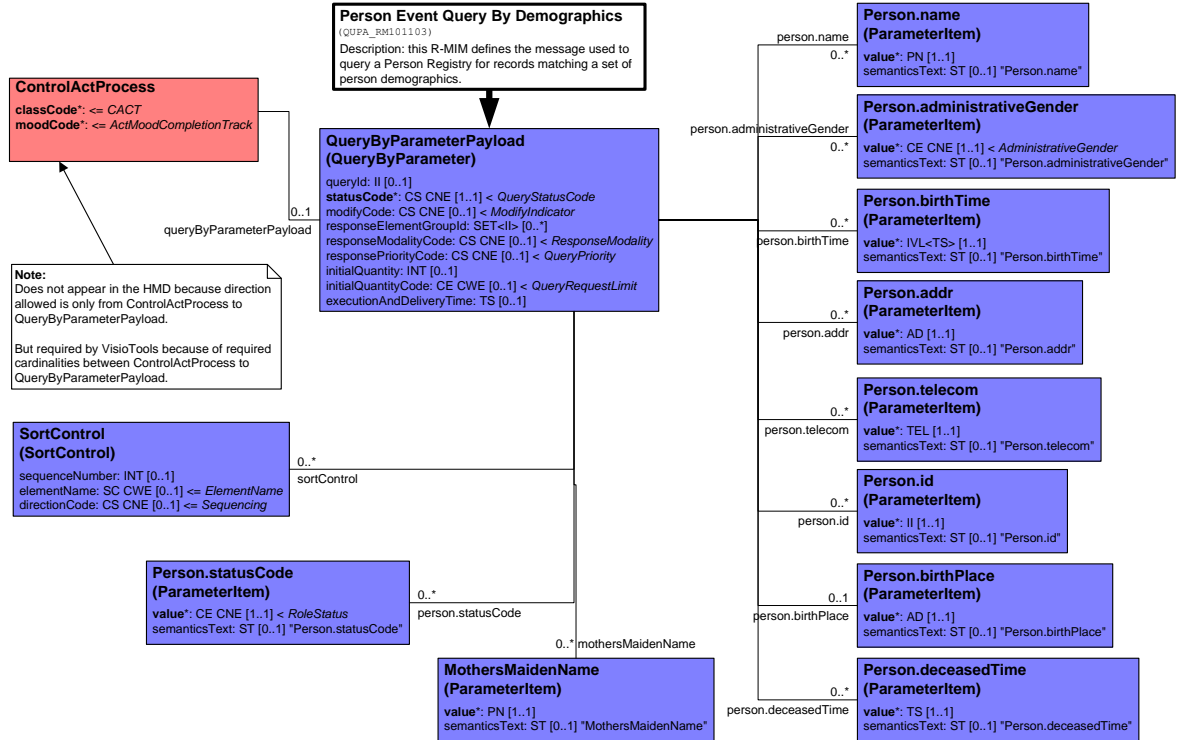 Person Event Query By Demographics
(QUPA_RM101103)
Description: this R-MIM defines the message used to
query a Person Registry for records matching a set of
person demographics.
ControlActProcess
classCode*: <= CACT
moodCode*: <= ActMoodCompletionTrack
0..1
queryByParameterPayload
QueryByParameterPayload
(QueryByParameter)
queryId: II [0..1]
statusCode*: CS CNE [1..1] < QueryStatusCode
modifyCode: CS CNE [0..1] < ModifyIndicator
responseElementGroupId: SET<II> [0..*]
responseModalityCode: CS CNE [0..1] < ResponseModality
responsePriorityCode: CS CNE [0..1] < QueryPriority
initialQuantity: INT [0..1]
initialQuantityCode: CE CWE [0..1] < QueryRequestLimit
executionAndDeliveryTime: TS [0..1]
Note:
Does not appear in the HMD because direction
allowed is only from ControlActProcess to
QueryByParameterPayload.
But required by VisioTools because of required
cardinalities between ControlActProcess to
QueryByParameterPayload.
SortControl
(SortControl)
sequenceNumber: INT [0..1]
elementName: SC CWE [0..1] <= ElementName
directionCode: CS CNE [0..1] <= Sequencing
0..*
sortControl
Person.statusCode
(ParameterItem)
value*: CE CNE [1..1] < RoleStatus
semanticsText: ST [0..1] "Person.statusCode"
0..*
person.statusCode
0..* mothersMaidenName
MothersMaidenName
(ParameterItem)
value*: PN [1..1]
semanticsText: ST [0..1] "MothersMaidenName"
person.name
0..*
Person.name
(ParameterItem)
value*: PN [1..1]
semanticsText: ST [0..1] "Person.name"
person.administrativeGender
0..*
Person.administrativeGender
(ParameterItem)
value*: CE CNE [1..1] < AdministrativeGender
semanticsText: ST [0..1] "Person.administrativeGender"
0..*
person.birthTime
Person.birthTime
(ParameterItem)
value*: IVL<TS> [1..1]
semanticsText: ST [0..1] "Person.birthTime"
0..*
person.addr
Person.addr
(ParameterItem)
value*: AD [1..1]
semanticsText: ST [0..1] "Person.addr"
0..*
person.telecom
Person.telecom
(ParameterItem)
value*: TEL [1..1]
semanticsText: ST [0..1] "Person.telecom"
0..*
person.id
Person.id
(ParameterItem)
value*: II [1..1]
semanticsText: ST [0..1] "Person.id"
0..1
person.birthPlace
Person.birthPlace
(ParameterItem)
value*: AD [1..1]
semanticsText: ST [0..1] "Person.birthPlace"
0..*
person.deceasedTime
Person.deceasedTime
(ParameterItem)
value*: TS [1..1]
semanticsText: ST [0..1] "Person.deceasedTime"